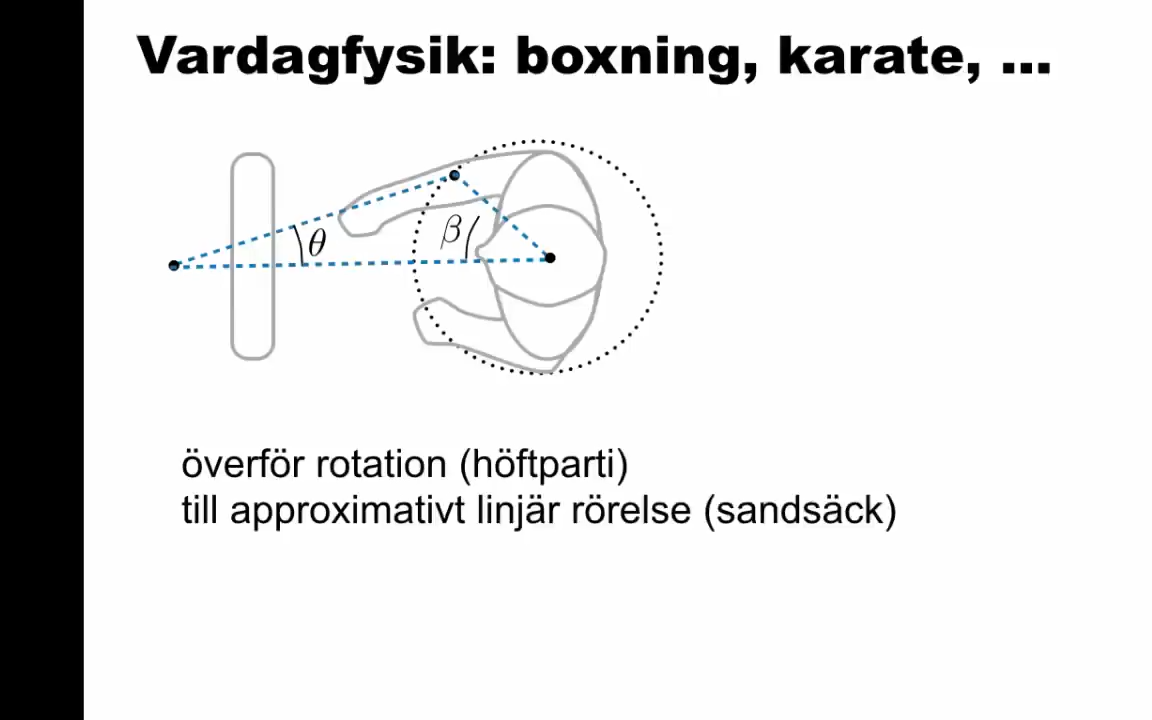 Vardagfysik: boxning, karate, ...
θ
β
överför rotation (höftparti)
till approximativt linjär rörelse (sandsäck)